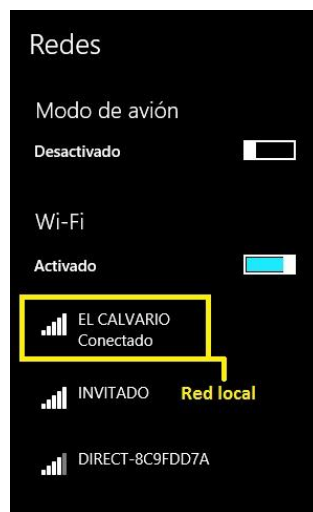 Redes
Modo de avión
Desactivado
Wi-Fi
Activado
EL CALVARIO
Conectado
INVITADO
Red local
DIRECT-8C9FDD7A